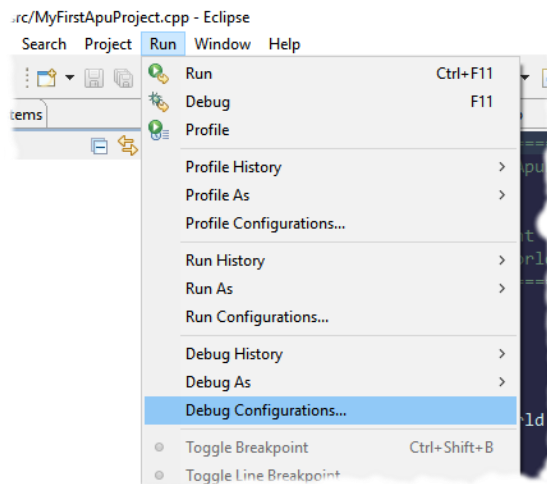 src/MyFirstApuProject.cpp - Eclipse
Search Project Run Window Help
Run Ctrl+F11
Debug F11
Profile
Profile History
Profile As
Profile Configurations...
Run History
Run As
Run Configurations...
Debug History
Debug As
Debug Configurations...
Toggle Breakpoint Ctrl+Shift+B
Toggle Line Breakpoint